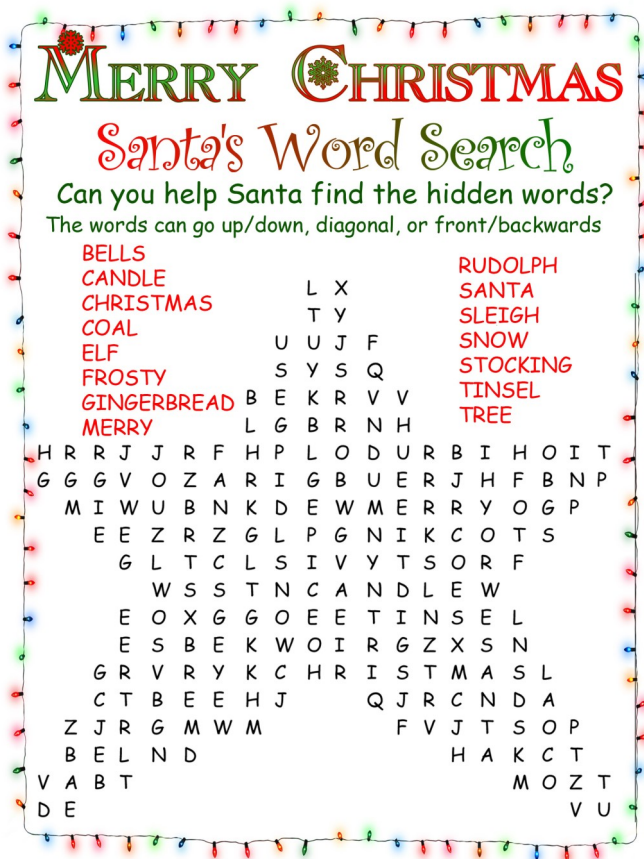 MERRY CHRISTMAS
Santa's Word Search
Can you help Santa find the hidden words?
The words can go up/down, diagonal, or front/backwards
BELLS
CANDLE
CHRISTMAS
COAL
ELF
FROSTY
GINGERBREAD
MERRY
RUDOLPH
SANTA
SLEIGH
SNOW
STOCKING
TINSEL
TREE
L X
T Y
U U J F
S Y S Q
B E K R V V
L G B R N H
H R R J J R F H P L O D U R B I H O I T
G G G V O Z A R I G B U E R J H F B N P
M I W U B N K D E W M E R R Y O G P
E E Z R Z G L P G N I K C O T S
G L T C L S I V Y T S O R F
W S S T N C A N D L E W
E O X G G O E E T I N S E L
E S B E K W O I R G Z X S N
G R V R Y K C H R I S T M A S L
C T B E E H J Q J R C N D A
Z J R G M W M F V J T S O P
B E L N D H A K C T
V A B T M O Z T
D E V U